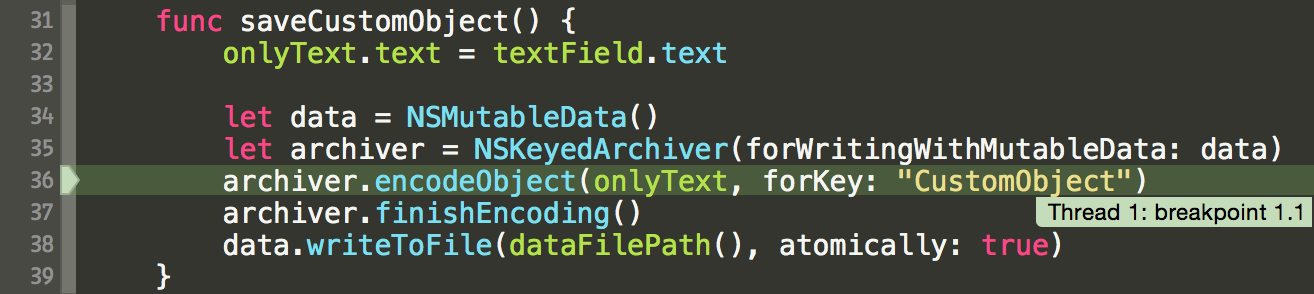 31 func saveCustomObject() {
32 onlyText.text = textField.text
33
34 let data = NSMutableData()
35 let archiver = NSKeyedArchiver(forWritingWithMutableData: data)
36 archiver.encodeObject(onlyText, forKey: "CustomObject")
37 archiver.finishEncoding()
Thread 1: breakpoint 1.1
38 data.writeToFile(dataFilePath(), atomically: true)
39 }